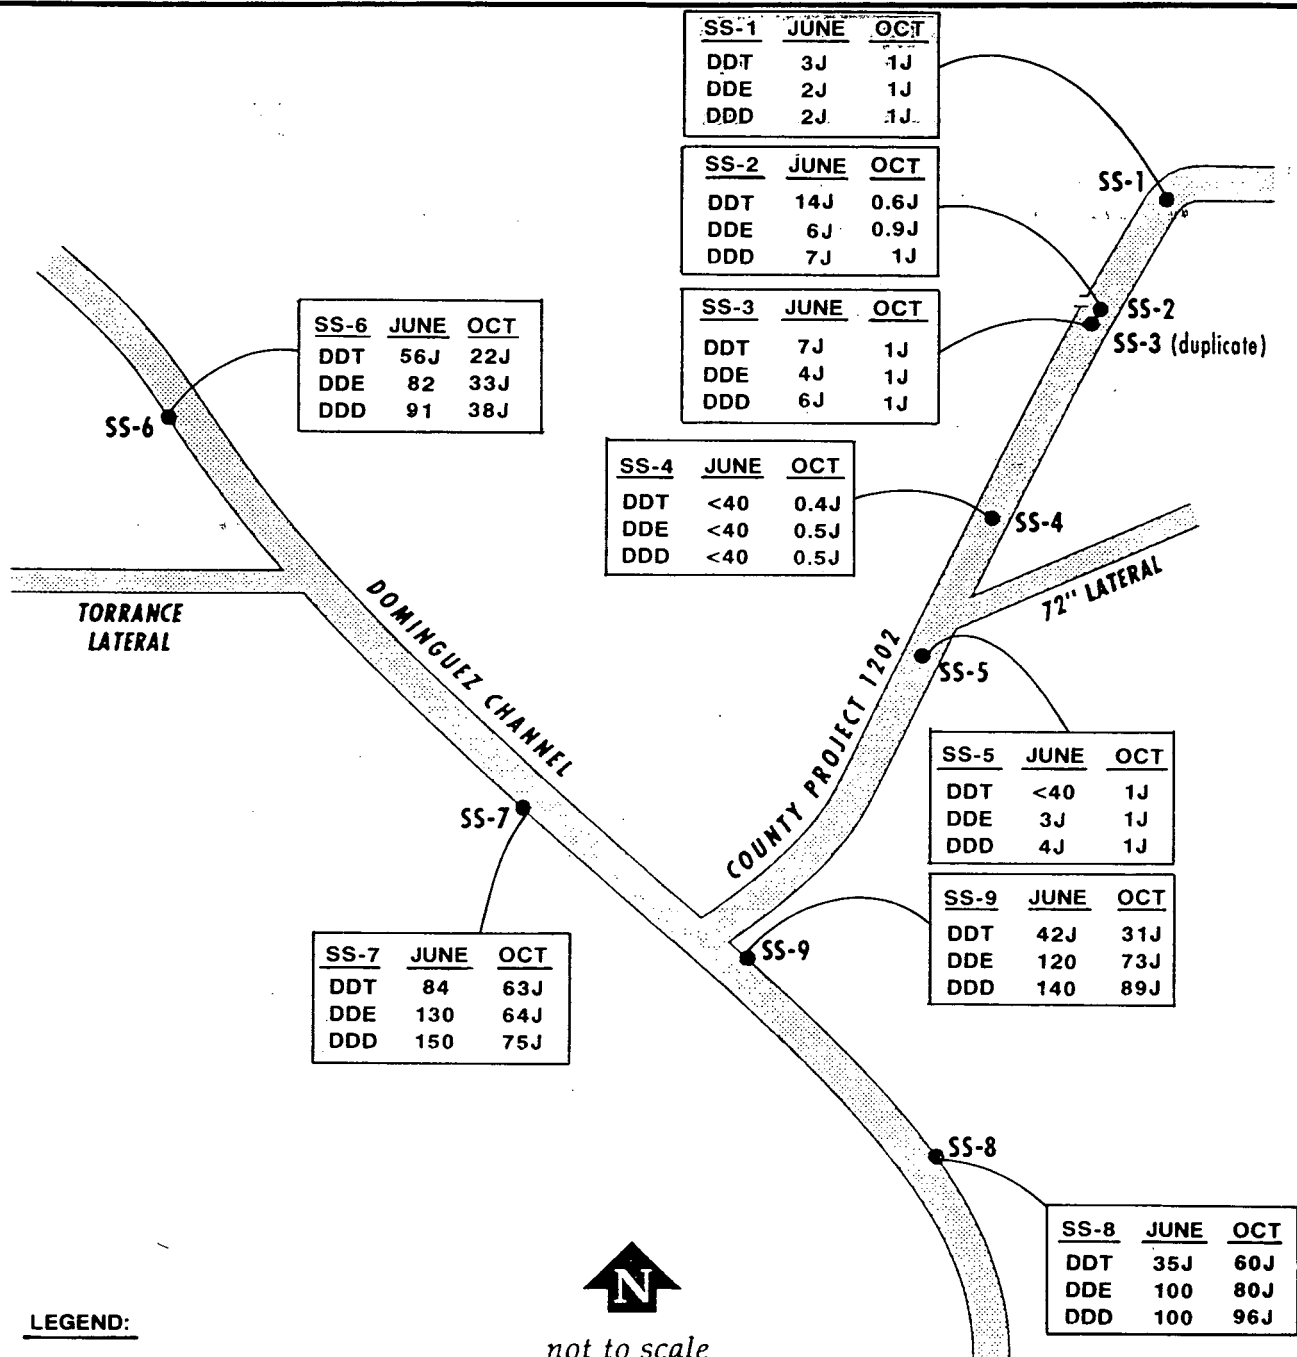 SS-1 JUNE OCT
DDT 3J 1J
DDE 2J 1J
DDD 2J 1J
SS-2 JUNE OCT
DDT 14J 0.6J
DDE 6J 0.9J
DDD 7J 1J
SS-1
SS-3 JUNE OCT
DDT 7J 1J
DDE 4J 1J
DDD 6J 1J
SS-2
SS-3 (duplicate)
SS-6 JUNE OCT
DDT 56J 22J
DDE 82 33J
DDD 91 38J
SS-6
SS-4 JUNE OCT
DDT <40 0.4J
DDE <40 0.5J
DDD <40 0.5J
SS-4
TORRANCE
LATERAL
DOMINGUEZ CHANNEL
72" LATERAL
COUNTY PROJECT 1202
SS-5
SS-5 JUNE OCT
DDT <40 1J
DDE 3J 1J
DDD 4J 1J
SS-7
SS-9 JUNE OCT
DDT 42J 31J
DDE 120 73J
DDD 140 89J
SS-9
SS-7 JUNE OCT
DDT 84 63J
DDE 130 64J
DDD 150 75J
SS-8
SS-8 JUNE OCT
DDT 35J 60J
DDE 100 80J
DDD 100 96J
N
not to scale
LEGEND: